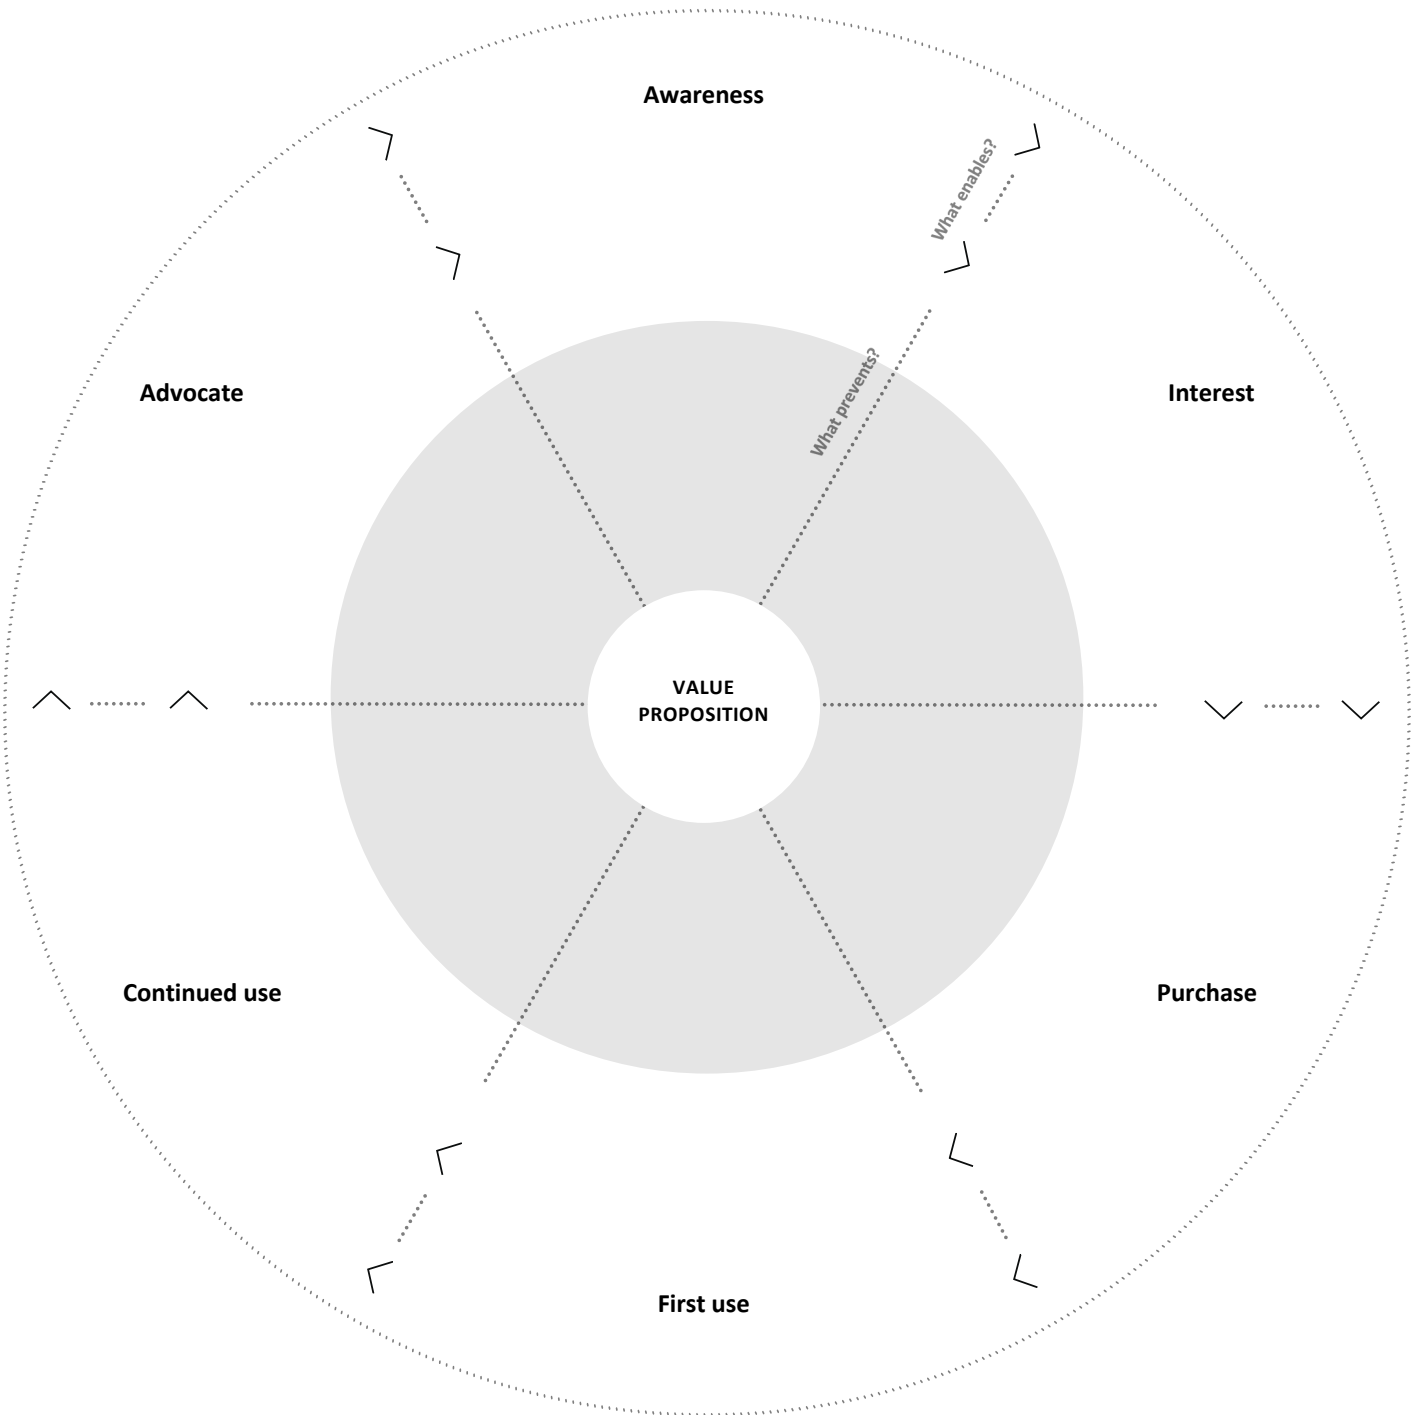 Awareness
What enables?
What prevents?
Advocate
Interest
VALUE
PROPOSITION
Continued use
Purchase
First use